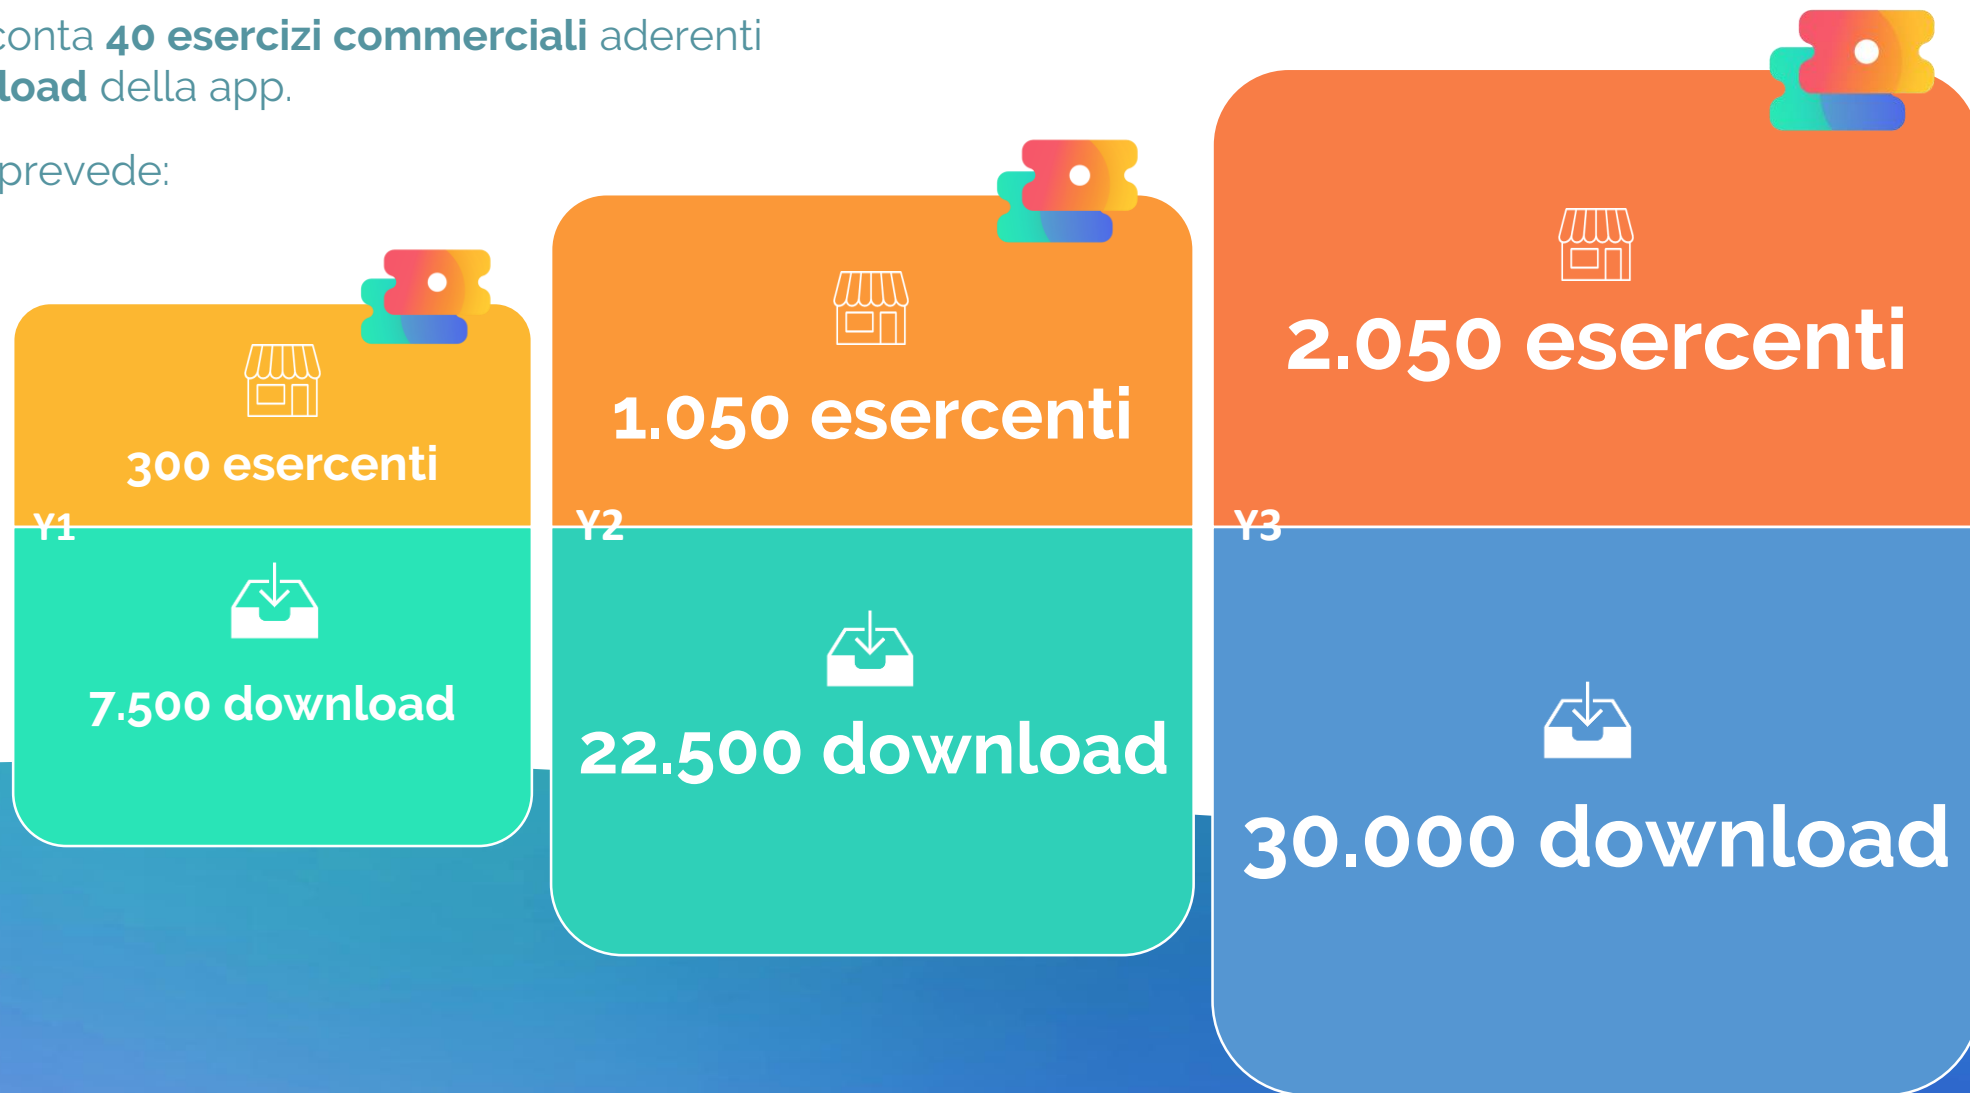 conta 40 esercizi commerciali aderenti
load della app.
prevede:
300 esercenti
Y1
7.500 download
1.050 esercenti
Y2
22.500 download
2.050 esercenti
Y3
30.000 download